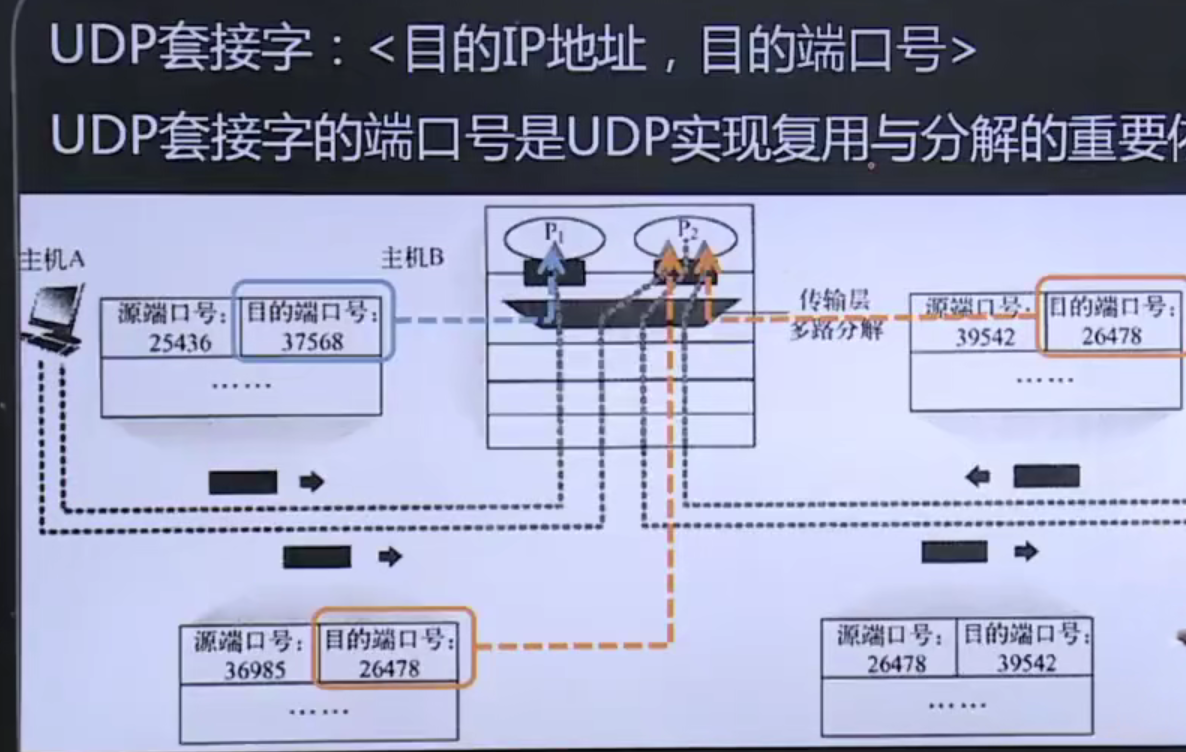 UDP套接字：<目的IP地址，目的端口号>
UDP套接字的端口号是UDP实现复用与分解的重要
主机A
主机B
P1
P2
源端口号：
25436
目的端口号：
37568
……
传输层
多路分解
源端口号：
39542
目的端口号：
26478
……
源端口号：
36985
目的端口号：
26478
……
源端口号：
26478
目的端口号：
39542
……